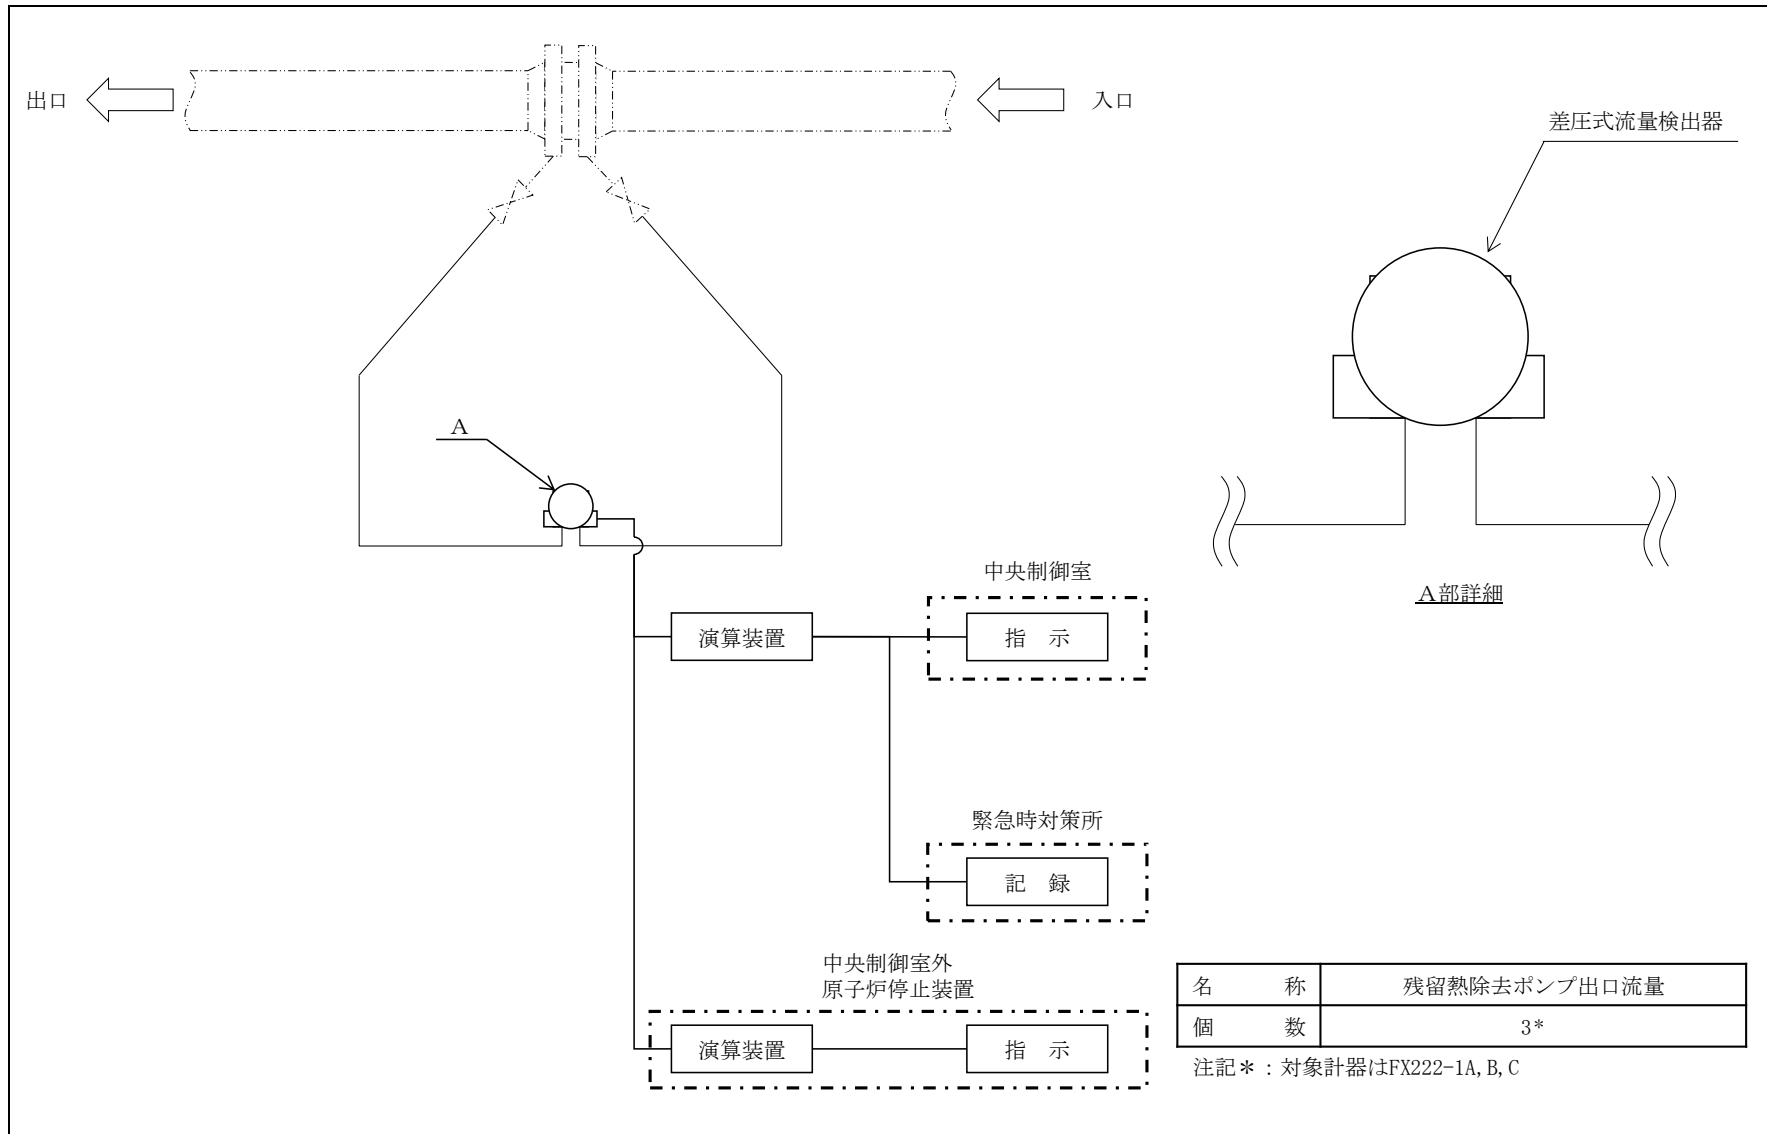 出口
入口
差圧式流量検出器
A
A部詳細
中央制御室
演算装置
指 示
緊急時対策所
記 録
中央制御室外
原子炉停止装置
演算装置
指 示
名 称 残留熱除去ポンプ出口流量
個 数 3*
注記＊：対象計器はFX222-1A,B,C